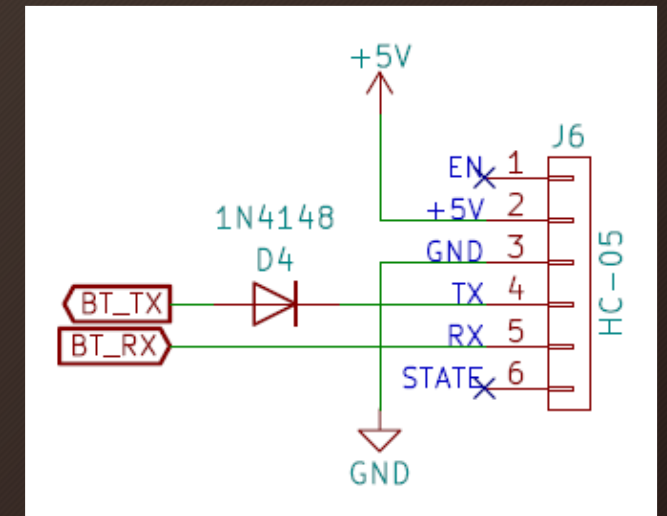 +5V
J6
EN 1
+5V 2
1N4148
D4
GND 3
HC-05
BT_TX
TX 4
BT_RX
RX 5
STATE 6
GND